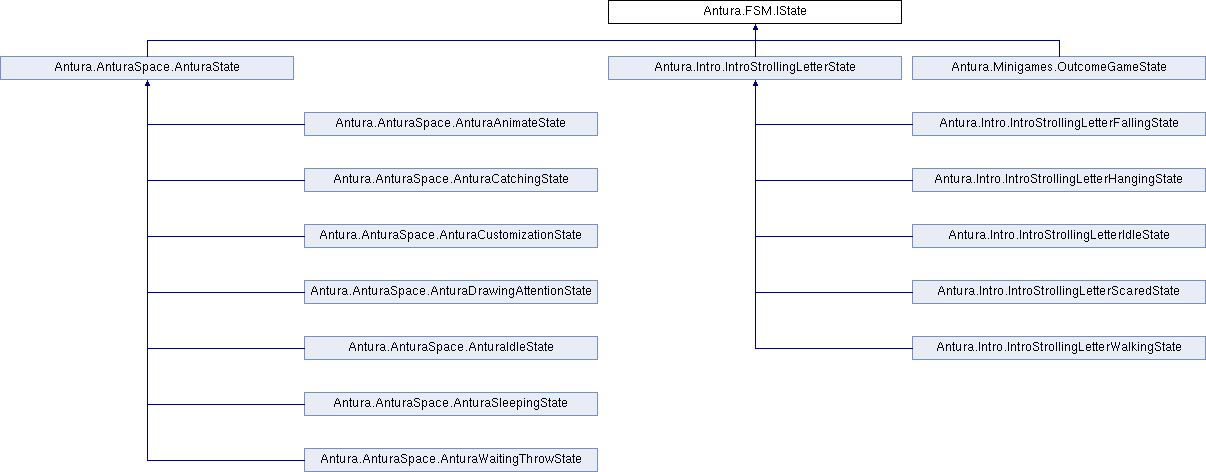 Antura.FSM.IState
Antura.AnturaSpace.AnturaState
Antura.Intro.IntroStrollingLetterState
Antura.Minigames.OutcomeGameState
Antura.AnturaSpace.AnturaAnimateState
Antura.Intro.IntroStrollingLetterFallingState
Antura.AnturaSpace.AnturaCatchingState
Antura.Intro.IntroStrollingLetterHangingState
Antura.AnturaSpace.AnturaCustomizationState
Antura.Intro.IntroStrollingLetterIdleState
Antura.AnturaSpace.AnturaDrawingAttentionState
Antura.Intro.IntroStrollingLetterScaredState
Antura.AnturaSpace.AnturaIdleState
Antura.Intro.IntroStrollingLetterWalkingState
Antura.AnturaSpace.AnturaSleepingState
Antura.AnturaSpace.AnturaWaitingThrowState